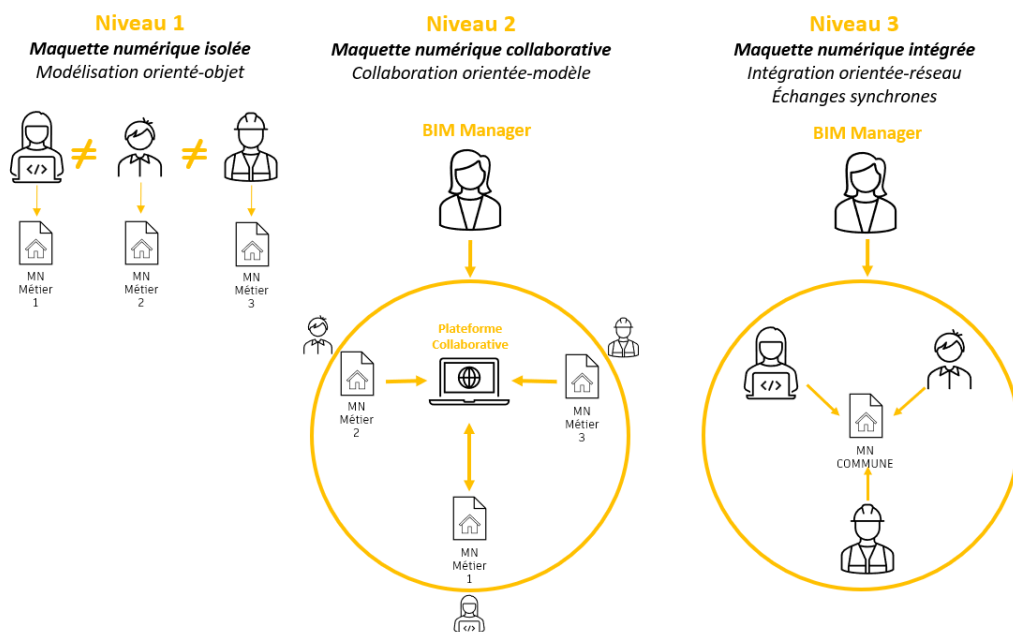 Niveau 1
Maquette numérique isolée
Modélisation orienté-objet
</>
≠
≠
MN
Métier
1
MN
Métier
2
MN
Métier
3
Niveau 2
Maquette numérique collaborative
Collaboration orientée-modèle
BIM Manager
Plateforme
Collaborative
MN
Métier
2
MN
Métier
3
MN
Métier
1
</>
Niveau 3
Maquette numérique intégrée
Intégration orientée-réseau
Échanges synchrones
BIM Manager
</>
MN
COMMUNE